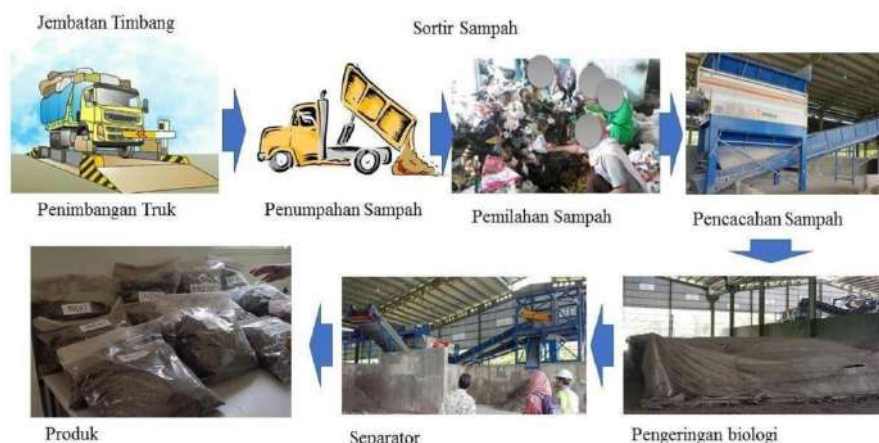 Jembatan Timbang
Sortir Sampah
Penimbangan Truk
Penumpahan Sampah
Pemilahan Sampah
Pencacahan Sampah
Produk
Separator
Pengeringan biologi